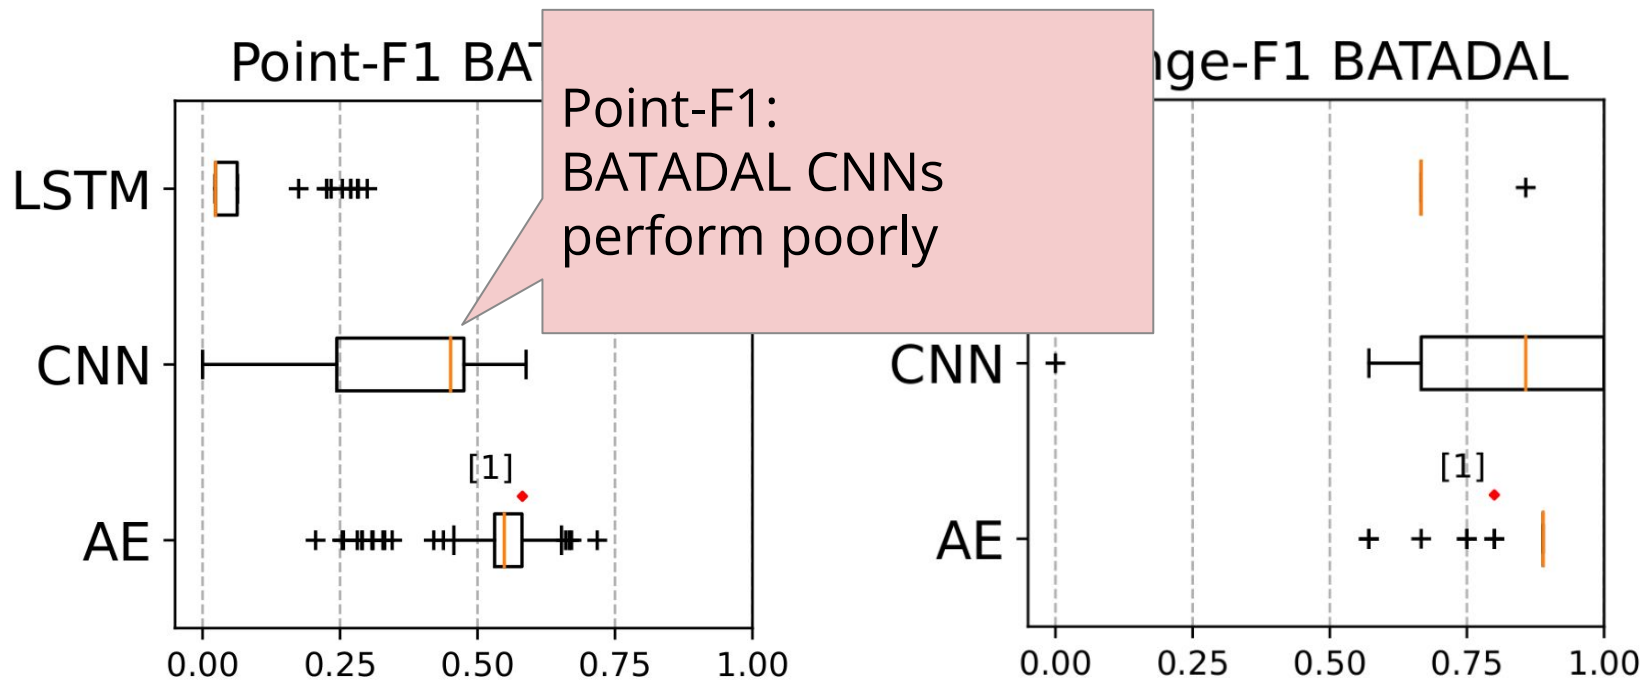 Point-F1 BAT
nge-F1 BATADAL
Point-F1:
BATADAL CNNs
perform poorly
LSTM
CNN
[1]
AE
0.00 0.25 0.50 0.75 1.00
CNN
[1]
AE
0.00 0.25 0.50 0.75 1.00